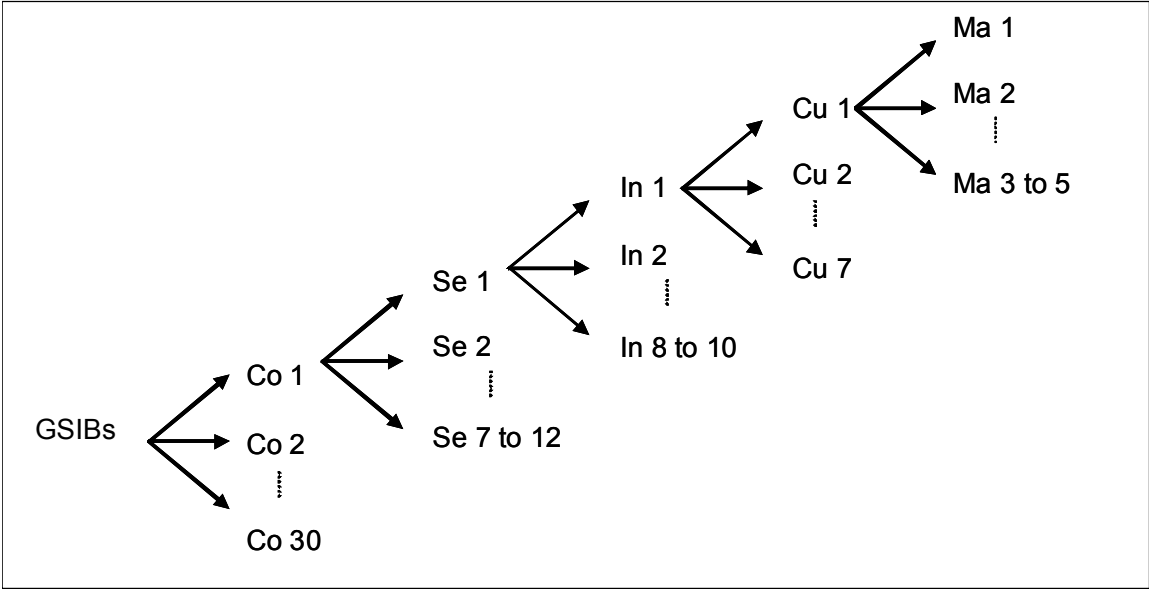 GSIBs
Co 1
Co 2
Co 30
Se 1
Se 2
Se 7 to 12
In 1
In 2
In 8 to 10
Cu 1
Cu 2
Cu 7
Ma 1
Ma 2
Ma 3 to 5